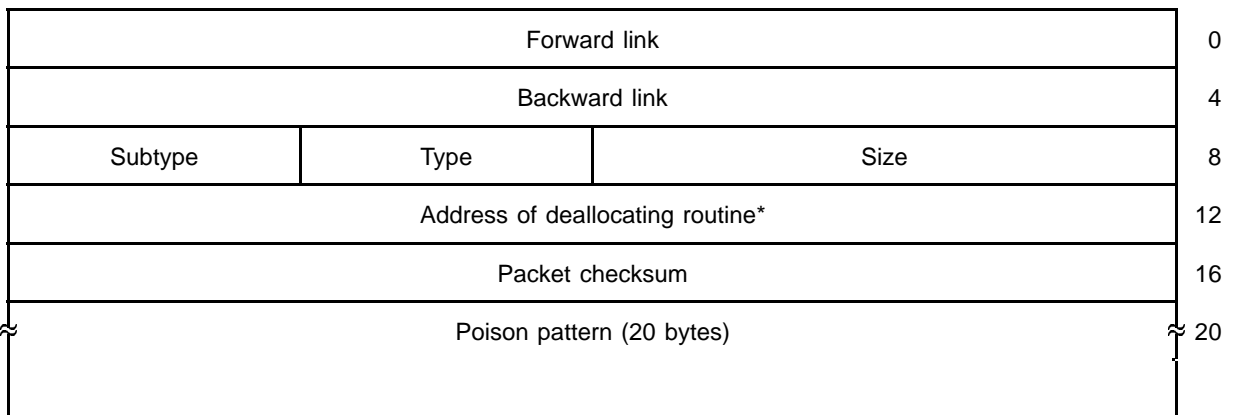 Forward link 0
Backward link 4
Subtype Type Size 8
Address of deallocating routine* 12
Packet checksum 16
Poison pattern (20 bytes) 20